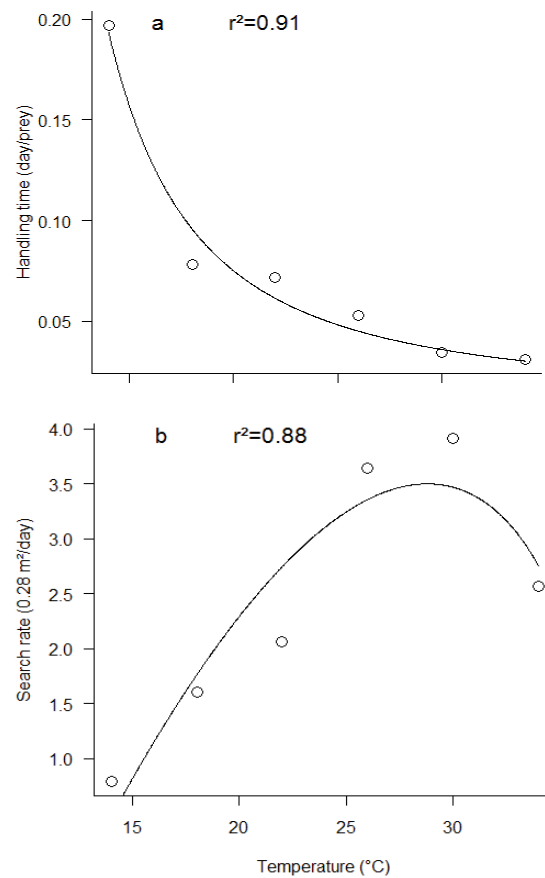 a r²=0.91
0.20
0.15
0.10
0.05
Handling time (day/prey)
b r²=0.88
4.0
3.5
3.0
2.5
2.0
1.5
1.0
Search rate (0.28 m²/day)
15 20 25 30
Temperature (°C)